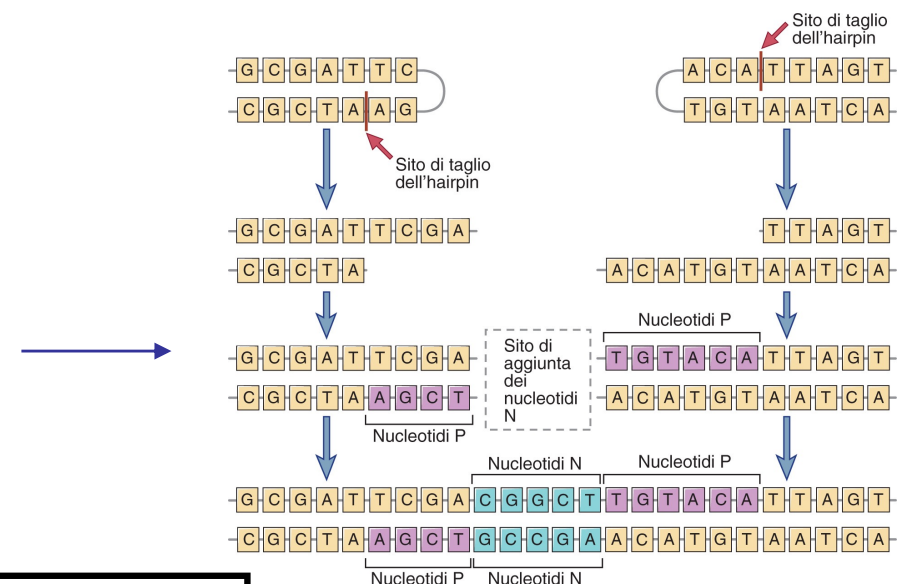 Sito di taglio
dell'hairpin
G C G A T T C
A C A T T A G T
C G C T A A G
T G T A A T C A
Sito di taglio
dell'hairpin
G C G A T T C G A
T T A G T
C G C T A
A C A T G T A A T C A
Nucleotidi P
G C G A T T C G A
Sito di
aggiunta
dei
nucleotidi
N
T G T A C A T T A G T
C G C T A A G C T
A C A T G T A A T C A
Nucleotidi P
Nucleotidi N
Nucleotidi P
G C G A T T C G A C G G C T T G T A C A T T A G T
C G C T A A G C T G C C G A A C A T G T A A T C A
Nucleotidi P
Nucleotidi N